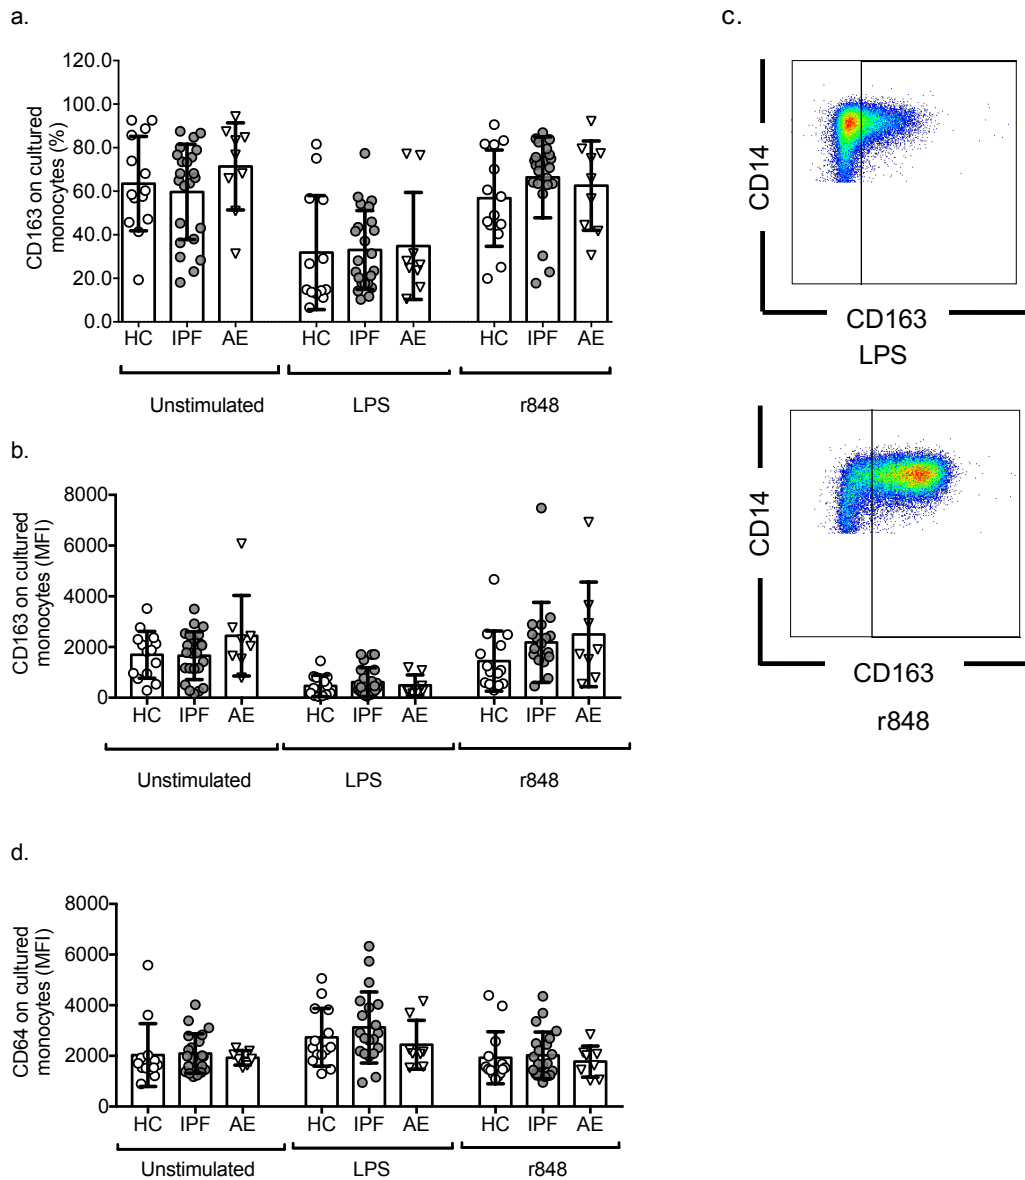 a.
CD163 on cultured
monocytes (%)
120.0
100.0
80.0
60.0
40.0
20.0
0.0
HC IPF AE HC IPF AE HC IPF AE
Unstimulated LPS r848
b.
CD163 on cultured
monocytes (MFI)
8000
6000
4000
2000
0
HC IPF AE HC IPF AE HC IPF AE
Unstimulated LPS r848
c.
CD14
CD163
LPS
CD14
CD163
r848
d.
CD64 on cultured
monocytes (MFI)
8000
6000
4000
2000
0
HC IPF AE HC IPF AE HC IPF AE
Unstimulated LPS r848